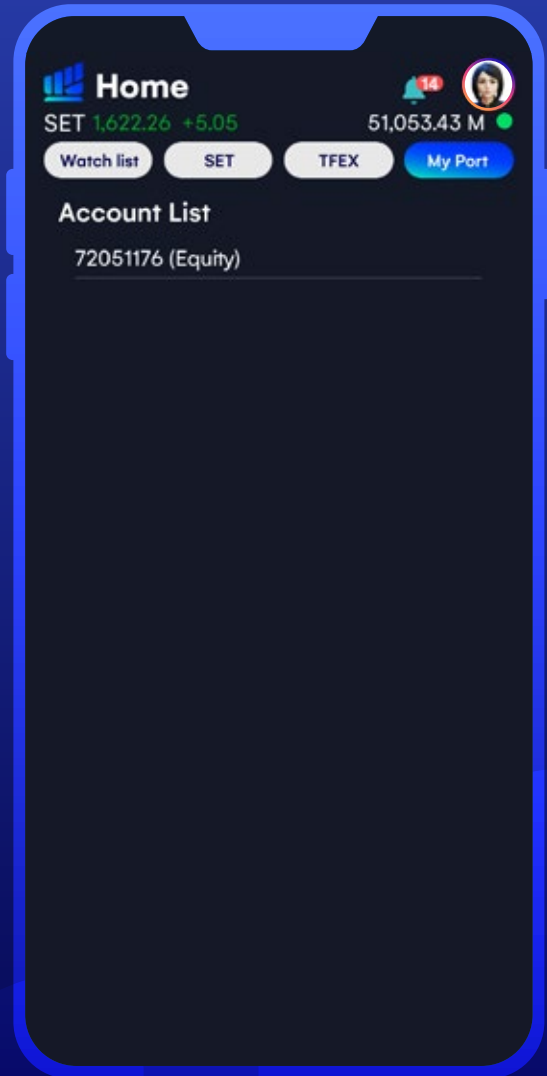 Home
14
SET 1,622.26 +5.05 51,053.43 M
Watch list SET TFEX My Port
Account List
72051176 (Equity)